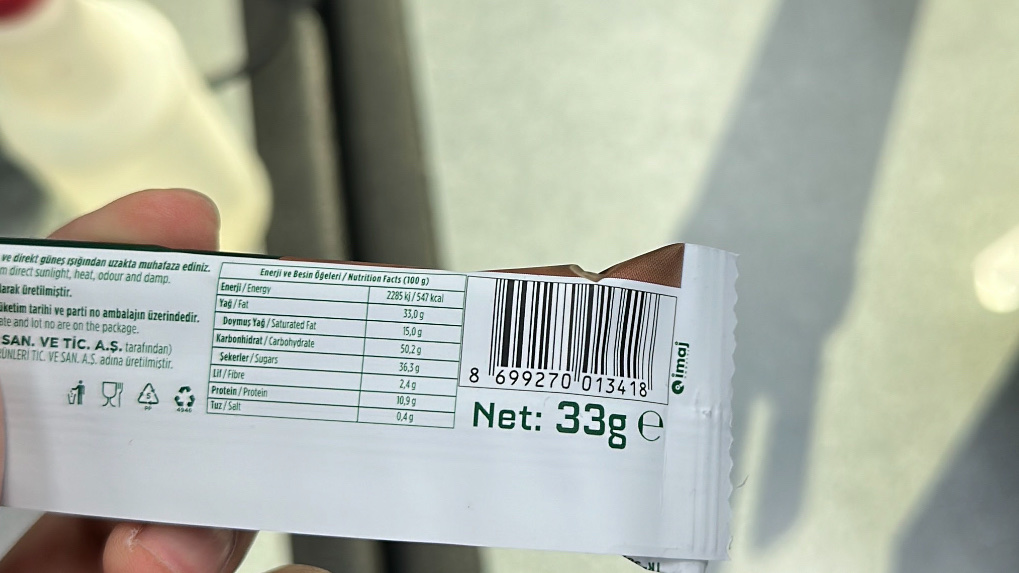 ve direkt güneş ışığından uzakta muhafaza ediniz.
m direct sunlight, heat, odour and damp.
larak üretilmiştir.
üketim tarihi ve parti no ambalajın üzerindedir.
ate and lot no are on the package.
SAN. VE TİC. A.Ş. tarafından)
ÜNLERİ TİC. VE SAN. A.Ş. adına üretilmiştir.
5
PP
Enerji ve Besin Öğeleri / Nutrition Facts (100 g)
Enerji / Energy 2285 kj / 547 kcal
Yağ / Fat 33,0 g
Doymuş Yağ / Saturated Fat 15,0 g
Karbonhidrat / Carbohydrate 50,2 g
Şekerler / Sugars 36,3 g
Lif / Fibre 2,4 g
Protein / Protein 10,9 g
Tuz / Salt 0,4 g
8 699270 013418
Net: 33g e
imaj